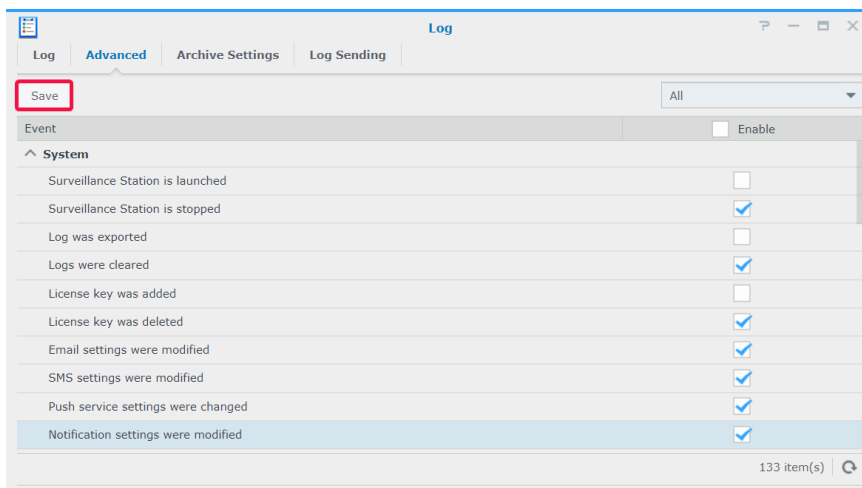 Log
Log Advanced Archive Settings Log Sending
Save All
Event Enable
System
Surveillance Station is launched
Surveillance Station is stopped
Log was exported
Logs were cleared
License key was added
License key was deleted
Email settings were modified
SMS settings were modified
Push service settings were changed
Notification settings were modified
133 item(s)